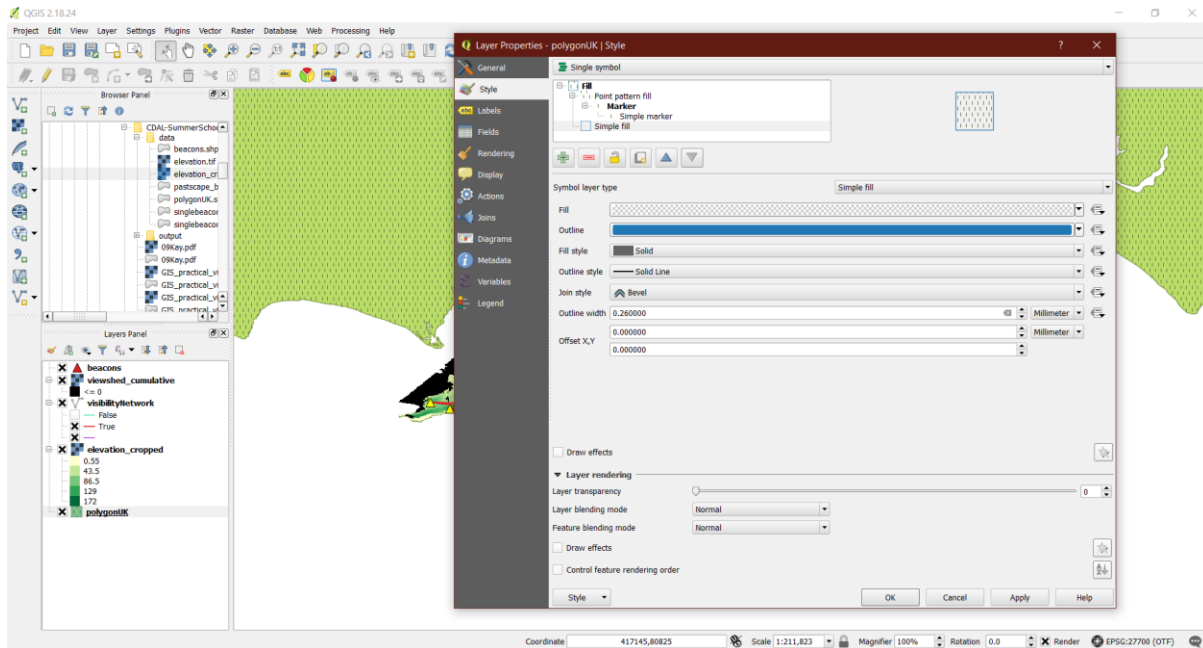 QGIS 2.18.24
Project Edit View Layer Settings Plugins Vector Raster Database Web Processing Help
Browser Panel
CDAL-SummerSchoo
data
beacons.shp
elevation.tif
elevation_cr
pastscape_b
polygonUK.s
singlebeacon
singlebeacon
output
09Kay.pdf
09Kay.pdf
GIS_practical_vi
GIS_practical_vi
GIS_practical_vi
GIS_practical_vi
Layers Panel
beacons
viewshed_cumulative
<= 0
visibilityNetwork
False
True
elevation_cropped
0.55
43.5
86.5
129
172
polygonUK
Layer Properties - polygonUK | Style
? ×
General
Style
Labels
Fields
Rendering
Display
Actions
Joins
Diagrams
Metadata
Variables
Legend
Single symbol
Fill
Point pattern fill
Marker
Simple marker
Simple fill
Symbol layer type Simple fill
Fill
Outline
Fill style Solid
Outline style Solid Line
Join style Bevel
Outline width 0.260000 Millimeter
Offset X,Y 0.000000 Millimeter
0.000000
Draw effects
Layer rendering
Layer transparency 0
Layer blending mode Normal
Feature blending mode Normal
Draw effects
Control feature rendering order
Style OK Cancel Apply Help
Coordinate 417145,80825 Scale 1:211,823 Magnifier 100% Rotation 0.0 Render EPSG:27700 (OTF)